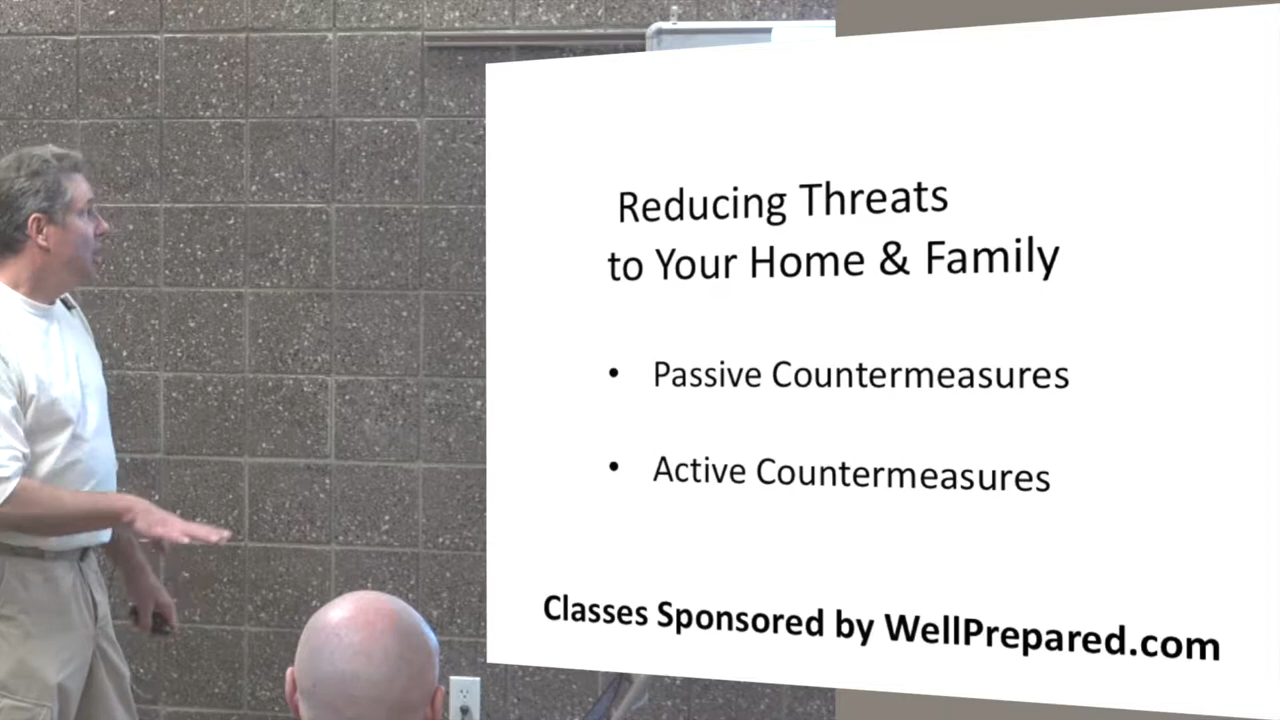 Reducing Threats
to Your Home & Family
• Passive Countermeasures
• Active Countermeasures
Classes Sponsored by WellPrepared.com